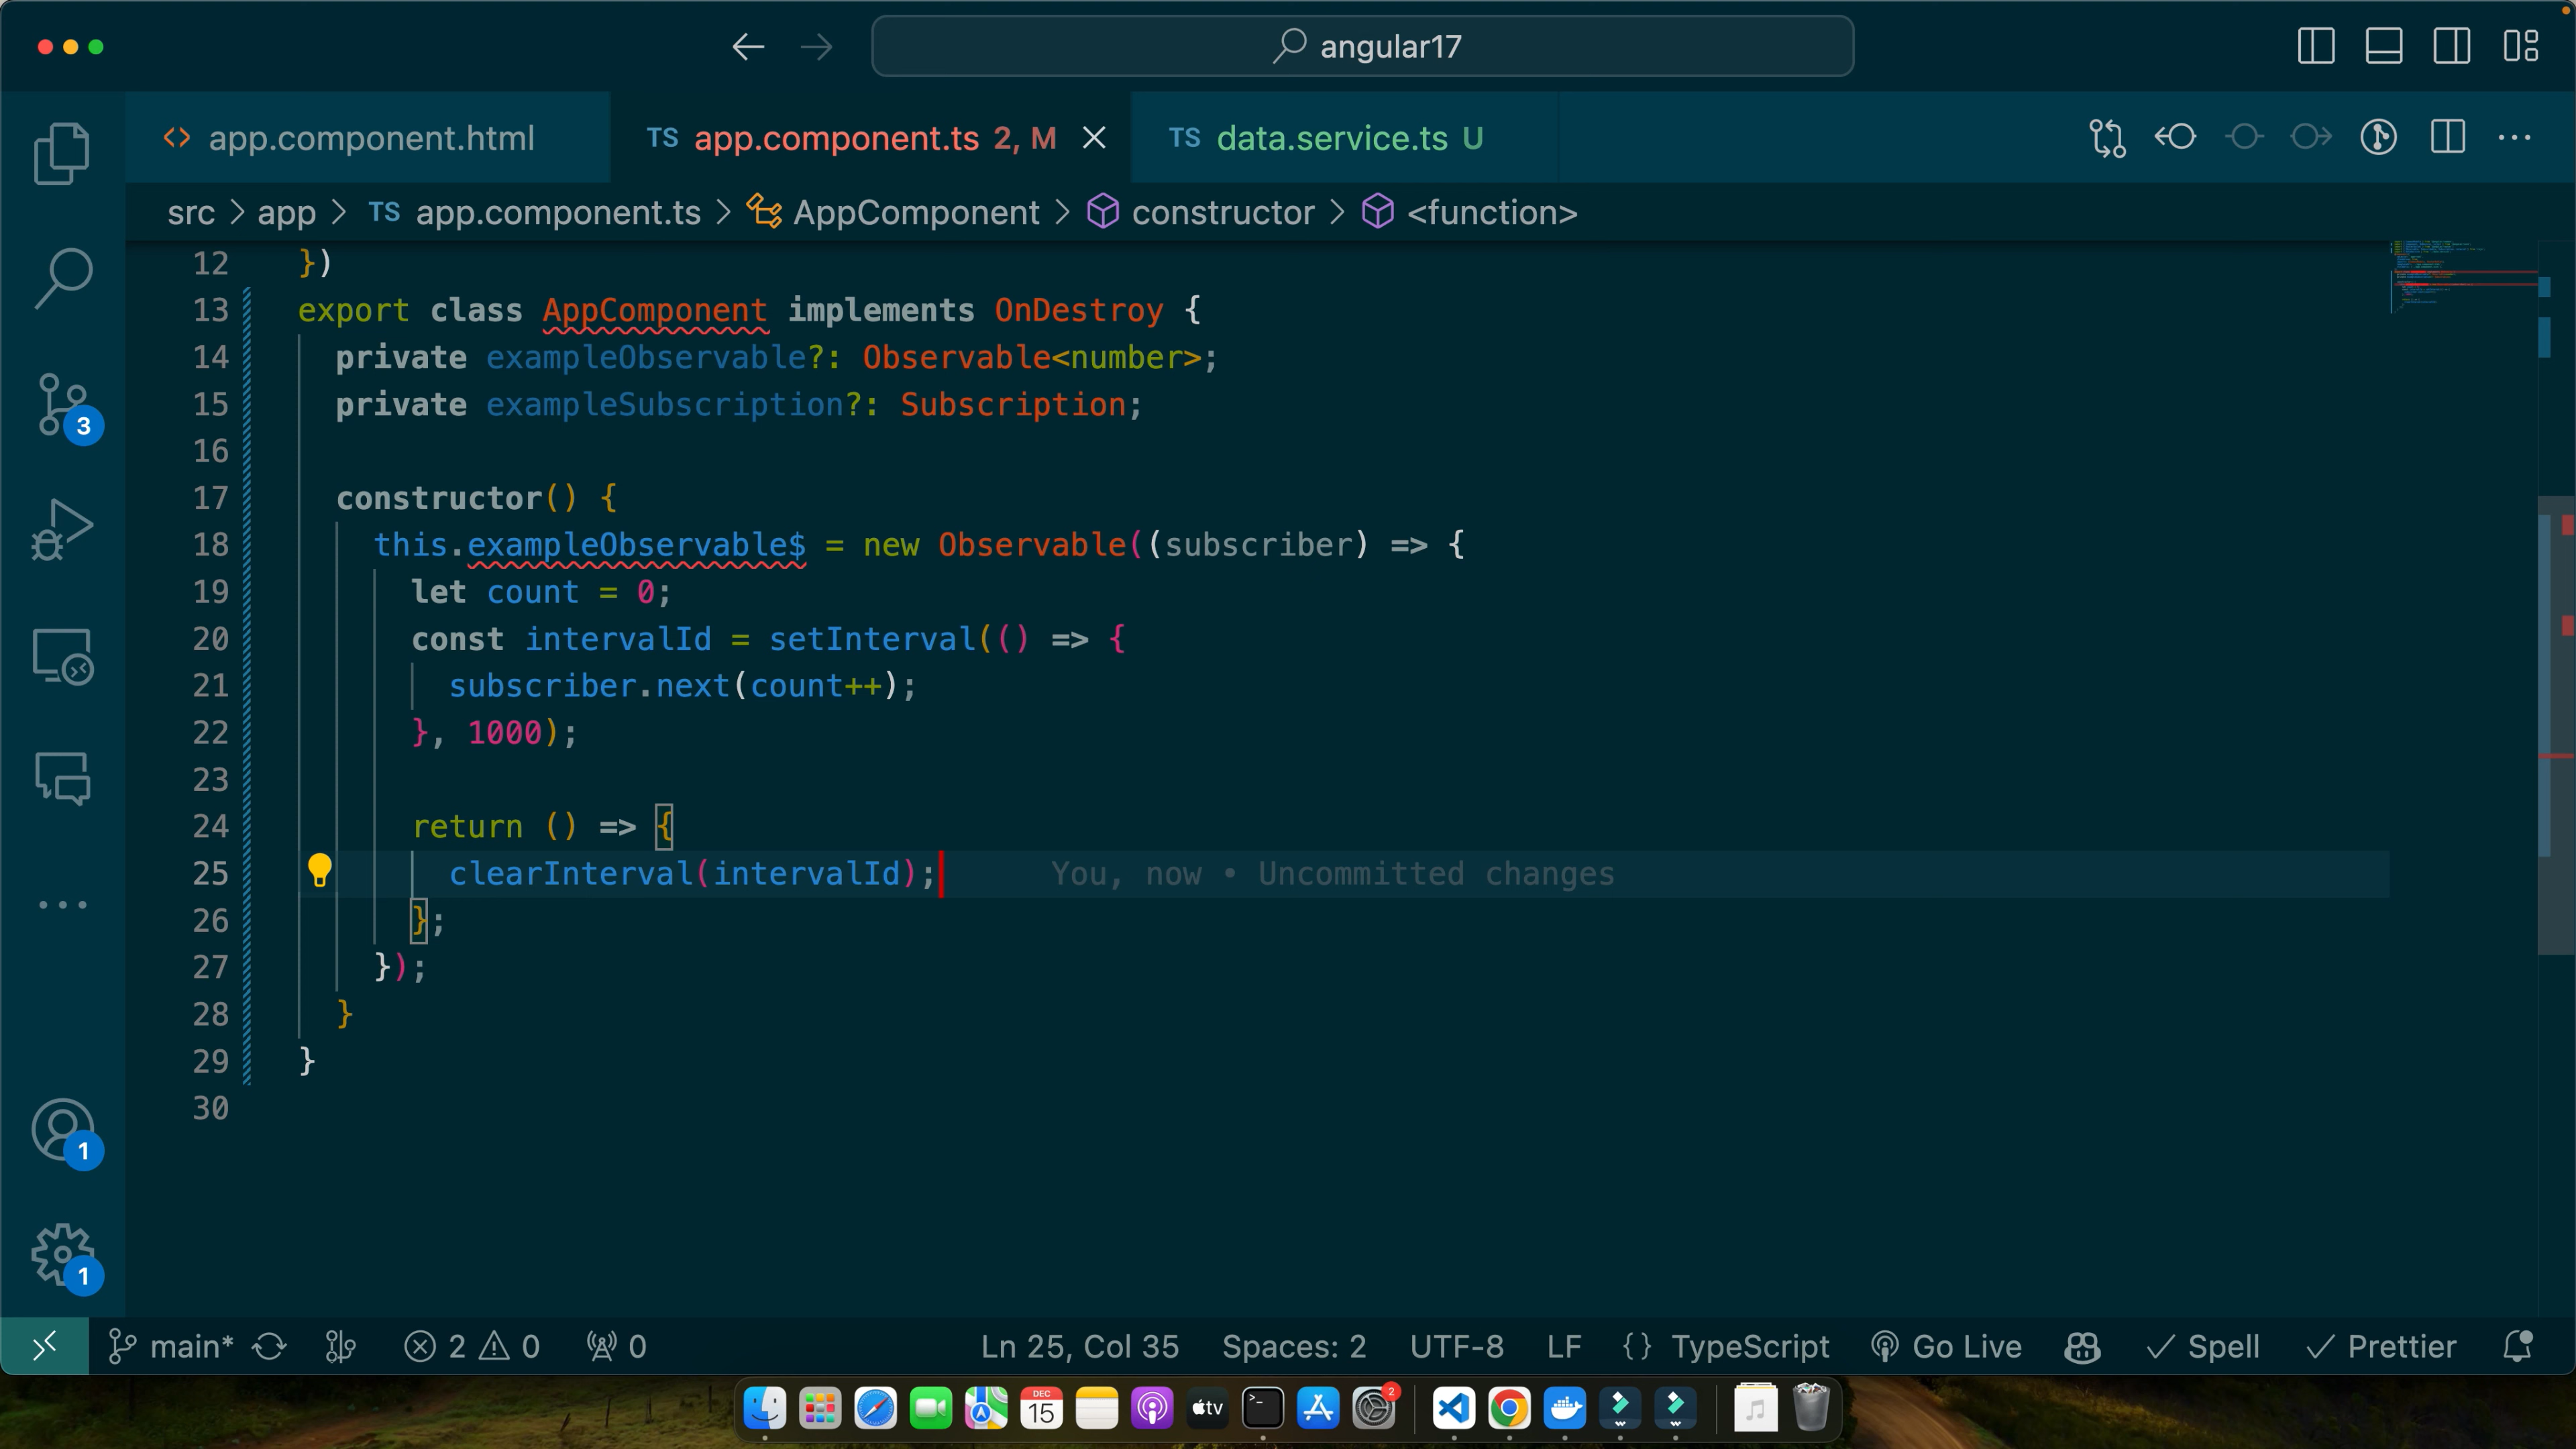 angular17
<> app.component.html
TS app.component.ts 2, M
TS data.service.ts U
src > app > TS app.component.ts > AppComponent > constructor > <function>
12 })
13 export class AppComponent implements OnDestroy {
14 private exampleObservable?: Observable<number>;
15 private exampleSubscription?: Subscription;
16
17 constructor() {
18 this.exampleObservable$ = new Observable((subscriber) => {
19 let count = 0;
20 const intervalId = setInterval(() => {
21 subscriber.next(count++);
22 }, 1000);
23
24 return () => {
25 clearInterval(intervalId); You, now • Uncommitted changes
26 };
27 });
28 }
29 }
30
3
1
1
main* 2 0 0 Ln 25, Col 35 Spaces: 2 UTF-8 LF {} TypeScript Go Live Spell Prettier
DEC
15
tv
2